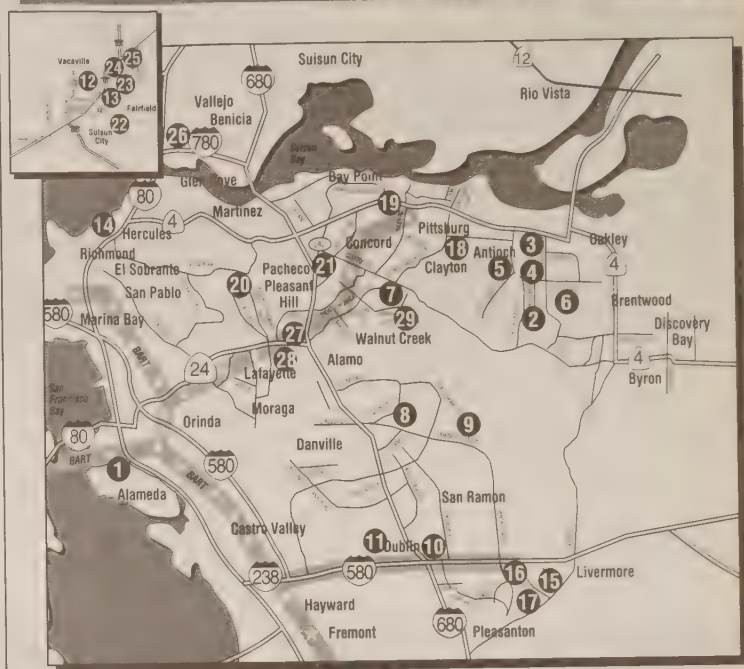 Vacaville
25
24
12
23
13
Fairfield
22
Suisun
City
680
Suisun City
12
Rio Vista
Vallejo
Benicia
26
780
Suisun
Bay
Bay Point
80
Glen Cove
Martinez
19
14
Hercules
4
Richmond
Concord
Pittsburg
18
Antioch
3
Oakley
El Sobrante
Pacheco
21
Clayton
5
4
4
San Pablo
20
Pleasant
Hill
7
6
Brentwood
580
Marina Bay
29
2
Discovery
Bay
27
Walnut Creek
BART
24
28
Lafayette
Alamo
4
Byron
San
Francisco
Bay
Moraga
Orinda
8
9
80
BART
Danville
1
580
BART
Alameda
San Ramon
Castro Valley
11
Dublin
10
238
580
16
15
Livermore
17
Hayward
680
Pleasanton
Fremont